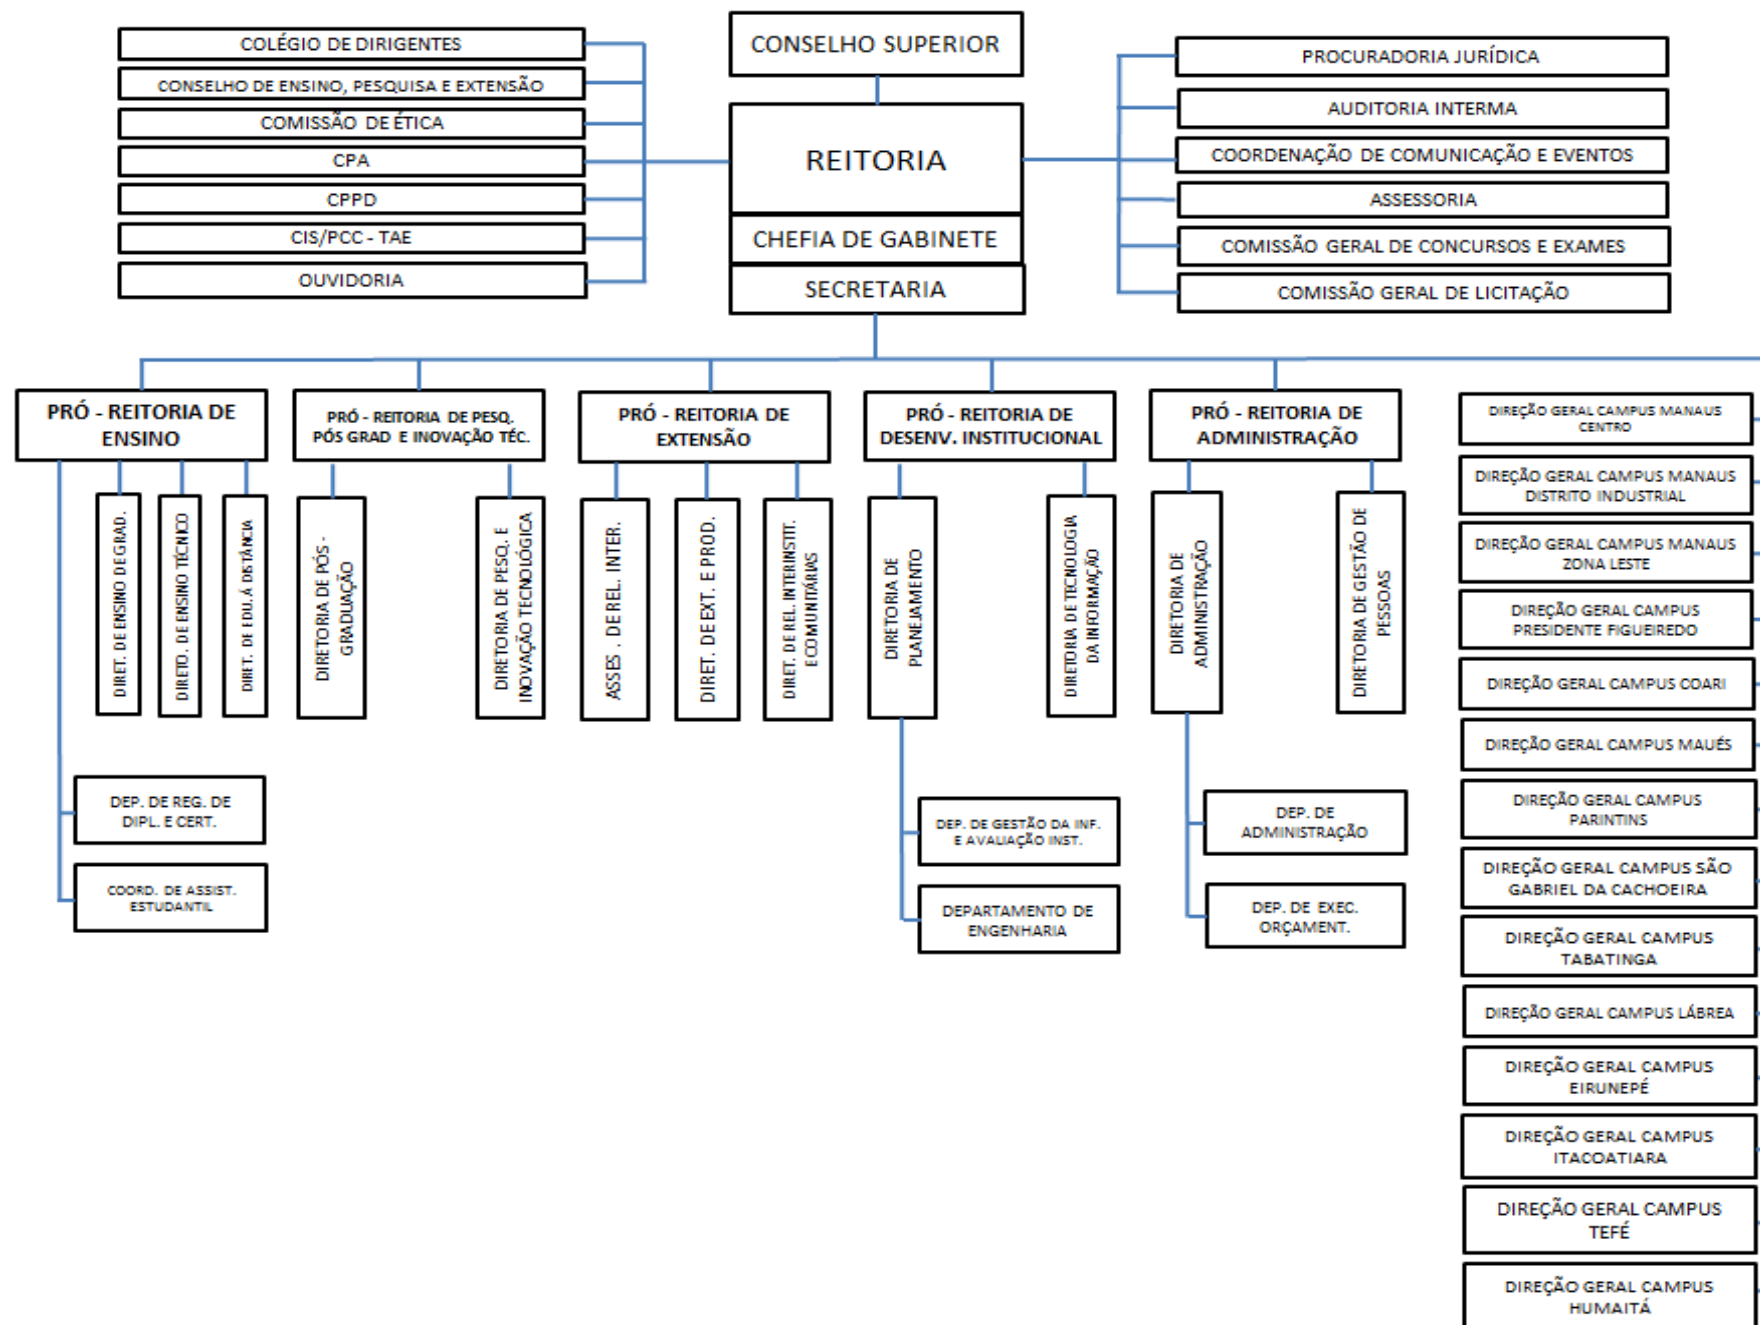 CONSELHO SUPERIOR
COLÉGIO DE DIRIGENTES
CONSELHO DE ENSINO, PESQUISA E EXTENSÃO
COMISSÃO DE ÉTICA
CPA
CPPD
CIS/PCC - TAE
OUVIDORIA
REITORIA
CHEFIA DE GABINETE
SECRETARIA
PROCURADORIA JURÍDICA
AUDITORIA INTERMA
COORDENAÇÃO DE COMUNICAÇÃO E EVENTOS
ASSESSORIA
COMISSÃO GERAL DE CONCURSOS E EXAMES
COMISSÃO GERAL DE LICITAÇÃO
PRÓ - REITORIA DE
ENSINO
DIRET. DE ENSINO DE GRAD.
DIRETO. DE ENSINO TÉCNICO
DIRET. DE EDU. Á DISTÂNCIA
DEP. DE REG. DE
DIPL. E CERT.
COORD. DE ASSIST.
ESTUDANTIL
PRÓ - REITORIA DE PESQ.
PÓS GRAD E INOVAÇÃO TÉC.
DIRETORIA DE PÓS -
GRADUAÇÃO
DIRETORIA DE PESQ. E
INOVAÇÃO TECNOLÓGICA
PRÓ - REITORIA DE
EXTENSÃO
ASSES . DE REL. INTER.
DIRET. DE EXT. E PROD.
DIRET. DE REL. INTERINSTIT.
E COMUNITÁRIAS
PRÓ - REITORIA DE
DESENV. INSTITUCIONAL
DIRETORIA DE
PLANEJAMENTO
DIRETORIA DE TECNOLOGIA
DA INFORMAÇÃO
DEP. DE GESTÃO DA INF.
E AVALIAÇÃO INST.
DEPARTAMENTO DE
ENGENHARIA
PRÓ - REITORIA DE
ADMINISTRAÇÃO
DIRETORIA DE
ADMINISTRAÇÃO
DIRETORIA DE GESTÃO DE
PESSOAS
DEP. DE
ADMINISTRAÇÃO
DEP. DE EXEC.
ORÇAMENT.
DIREÇÃO GERAL CAMPUS MANAUS
CENTRO
DIREÇÃO GERAL CAMPUS MANAUS
DISTRITO INDUSTRIAL
DIREÇÃO GERAL CAMPUS MANAUS
ZONA LESTE
DIREÇÃO GERAL CAMPUS
PRESIDENTE FIGUEIREDO
DIREÇÃO GERAL CAMPUS COARI
DIREÇÃO GERAL CAMPUS MAUÉS
DIREÇÃO GERAL CAMPUS
PARINTINS
DIREÇÃO GERAL CAMPUS SÃO
GABRIEL DA CACHOEIRA
DIREÇÃO GERAL CAMPUS
TABATINGA
DIREÇÃO GERAL CAMPUS LÁBREA
DIREÇÃO GERAL CAMPUS
EIRUNEPÉ
DIREÇÃO GERAL CAMPUS
ITACOATIARA
DIREÇÃO GERAL CAMPUS
TEFÉ
DIREÇÃO GERAL CAMPUS
HUMAITÁ